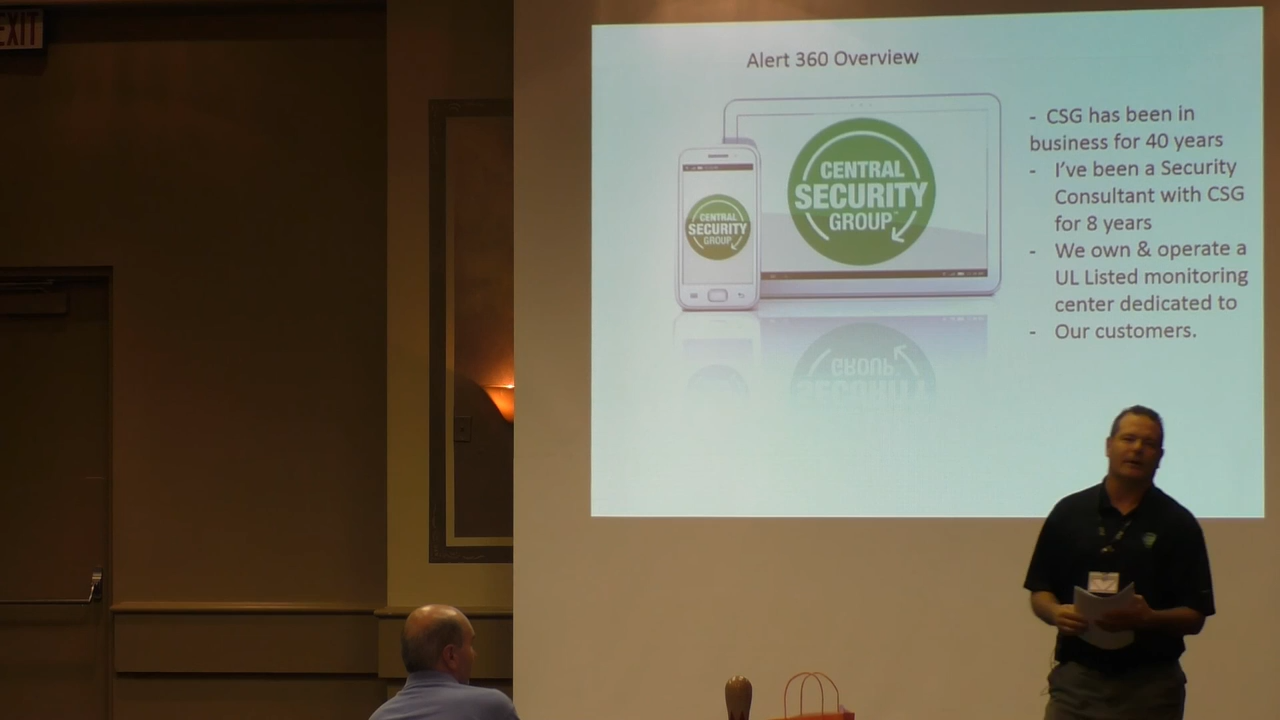 EXIT
Alert 360 Overview
CENTRAL
SECURITY
GROUP
CENTRAL
SECURITY
GROUP
- CSG has been in
business for 40 years
- I've been a Security
Consultant with CSG
for 8 years
- We own & operate a
UL Listed monitoring
center dedicated to
- Our customers.
GROUP
SECURITY